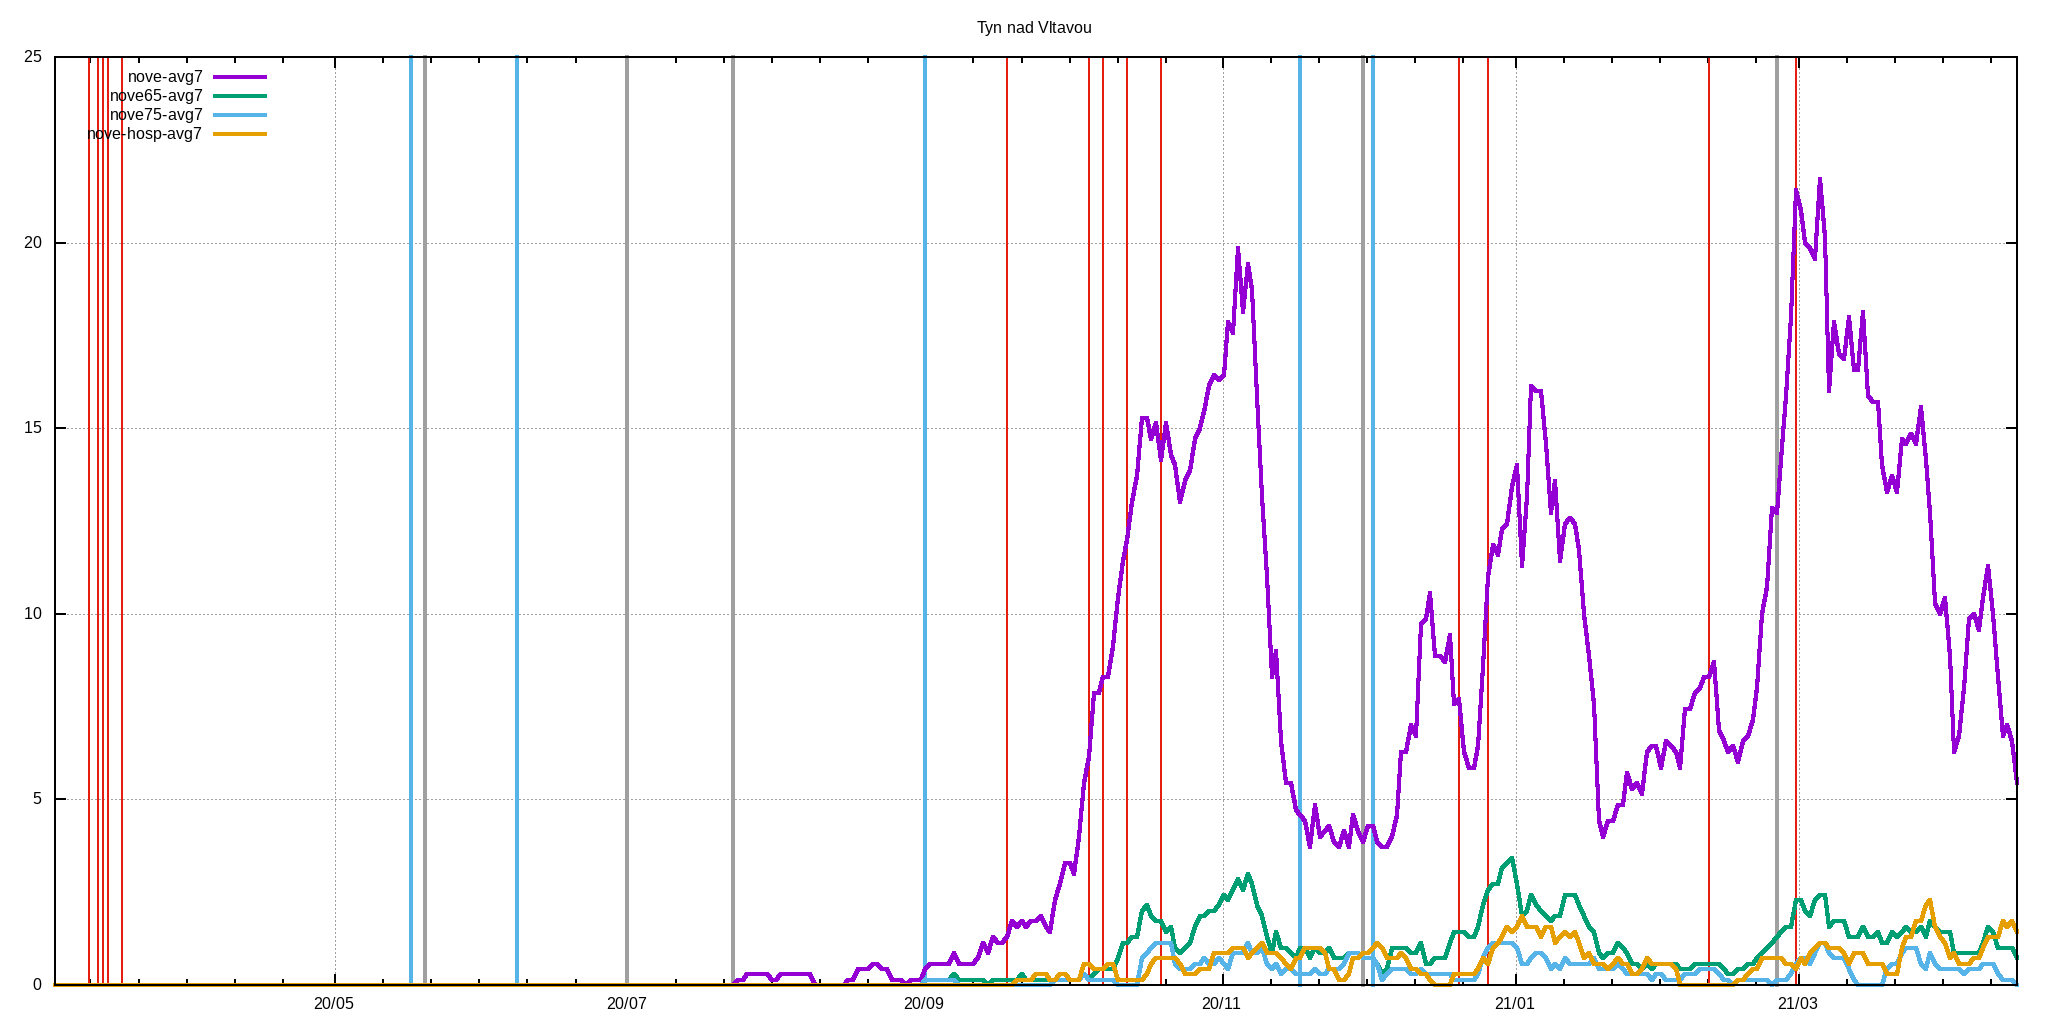 Tyn nad Vltavou
25
20
15
10
5
0
nove-avg7
nove65-avg7
nove75-avg7
nove-hosp-avg7
20/05 20/07 20/09 20/11 21/01 21/03